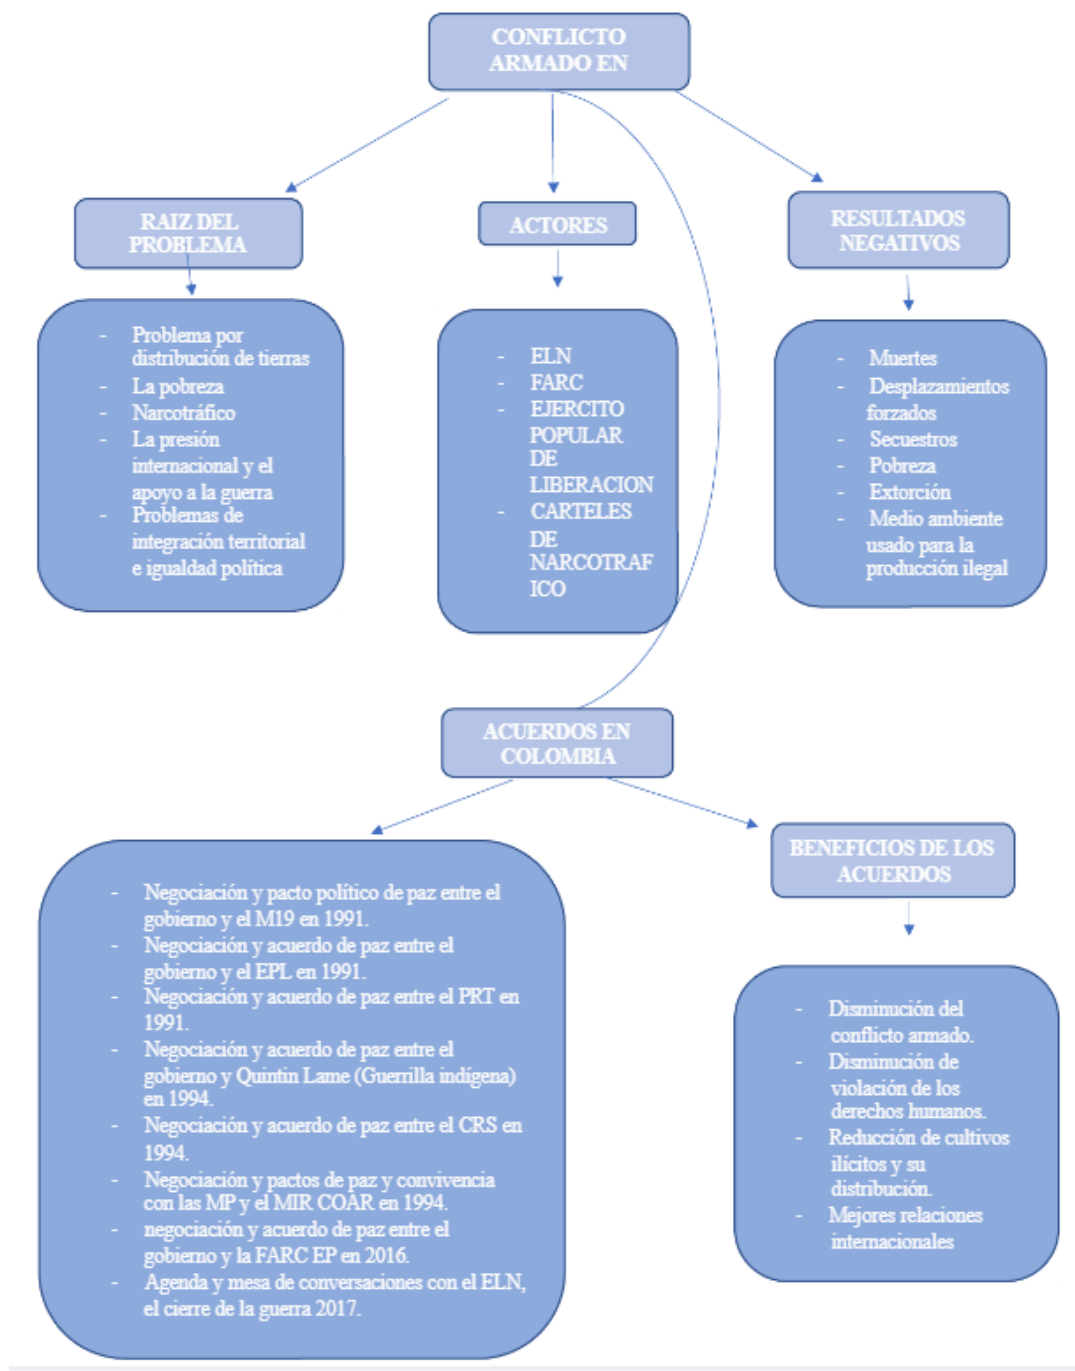 CONFLICTO
ARMADO EN
RAIZ DEL
PROBLEMA
- Problema por
distribución de tierras
- La pobreza
- Narcotráfico
- La presión
internacional y el
apoyo a la guerra
- Problemas de
integración territorial
e igualdad política
ACTORES
- ELN
- FARC
- EJERCITO
POPULAR
DE
LIBERACION
- CARTELES
DE
NARCOTRAF
ICO
RESULTADOS
NEGATIVOS
- Muertes
- Desplazamientos
forzados
- Secuestros
- Pobreza
- Extorción
- Medio ambiente
usado para la
producción ilegal
ACUERDOS EN
COLOMBIA
- Negociación y pacto político de paz entre el
gobierno y el M19 en 1991.
- Negociación y acuerdo de paz entre el
gobierno y el EPL en 1991.
- Negociación y acuerdo de paz entre el PRT en
1991.
- Negociación y acuerdo de paz entre el
gobierno y Quintin Lame (Guerrilla indígena)
en 1994.
- Negociación y acuerdo de paz entre el CRS en
1994.
- Negociación y pactos de paz y convivencia
con las MP y el MIR COAR en 1994.
- negociación y acuerdo de paz entre el
gobierno y la FARC EP en 2016.
- Agenda y mesa de conversaciones con el ELN,
el cierre de la guerra 2017.
BENEFICIOS DE LOS
ACUERDOS
- Disminución del
conflicto armado.
- Disminución de
violación de los
derechos humanos.
- Reducción de cultivos
ilícitos y su
distribución.
- Mejores relaciones
internacionales